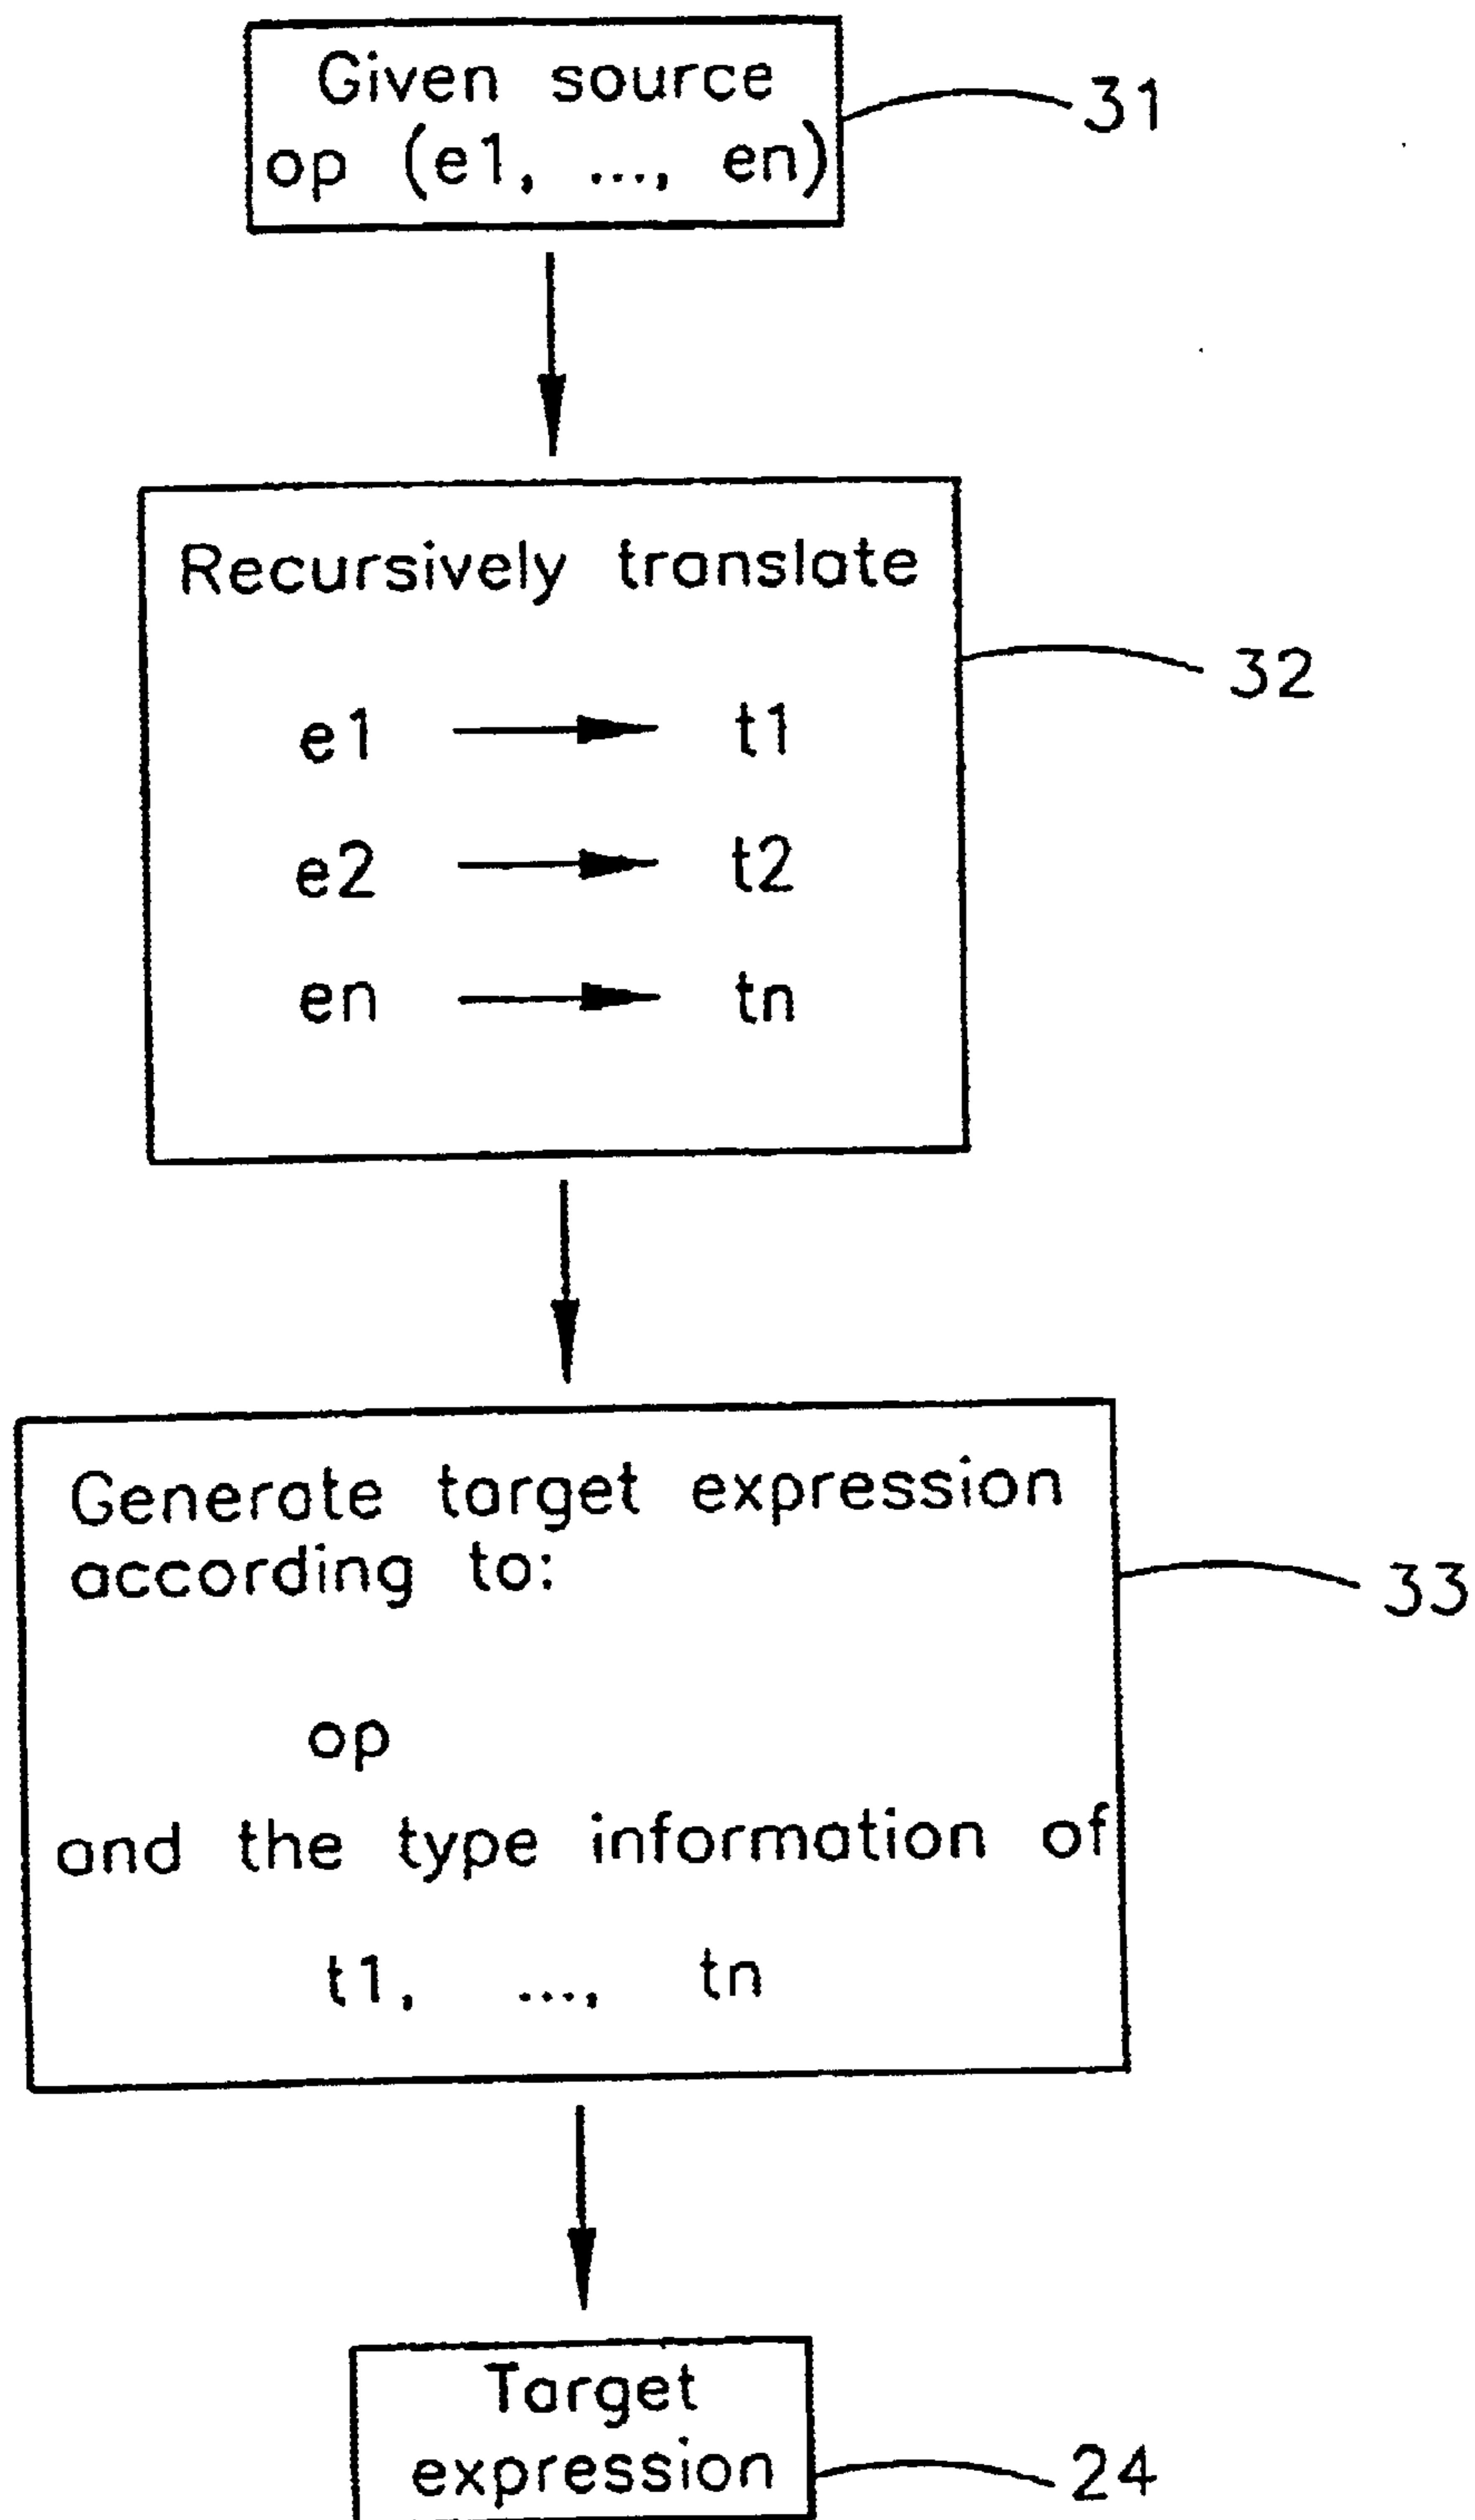 Given source
op (e1, ..., en)
31
Recursively translate
32
e1 t1
e2 t2
en tn
Generate target expression
according to:
33
op
and the type information of
t1, ..., tn
Target
expression
24